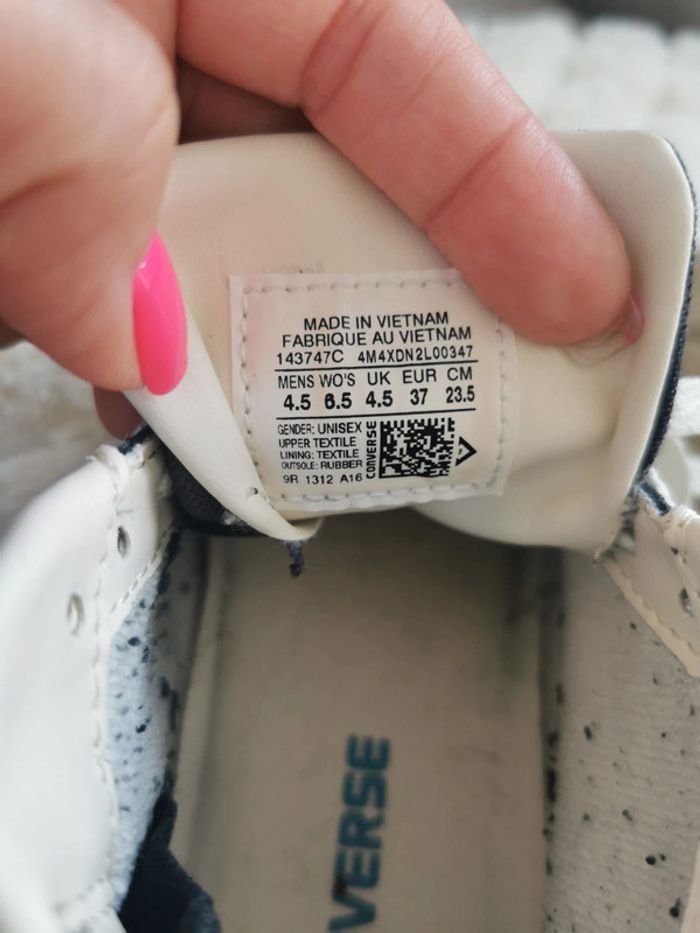 MADE IN VIETNAM
FABRIQUE AU VIETNAM
143747C 4M4XDN2L00347
MENS WO'S UK EUR CM
4.5 6.5 4.5 37 23.5
GENDER: UNISEX
UPPER TEXTILE
LINING: TEXTILE
OUTSOLE: RUBBER
9R 1312 A16
CONVERSE
VERSE